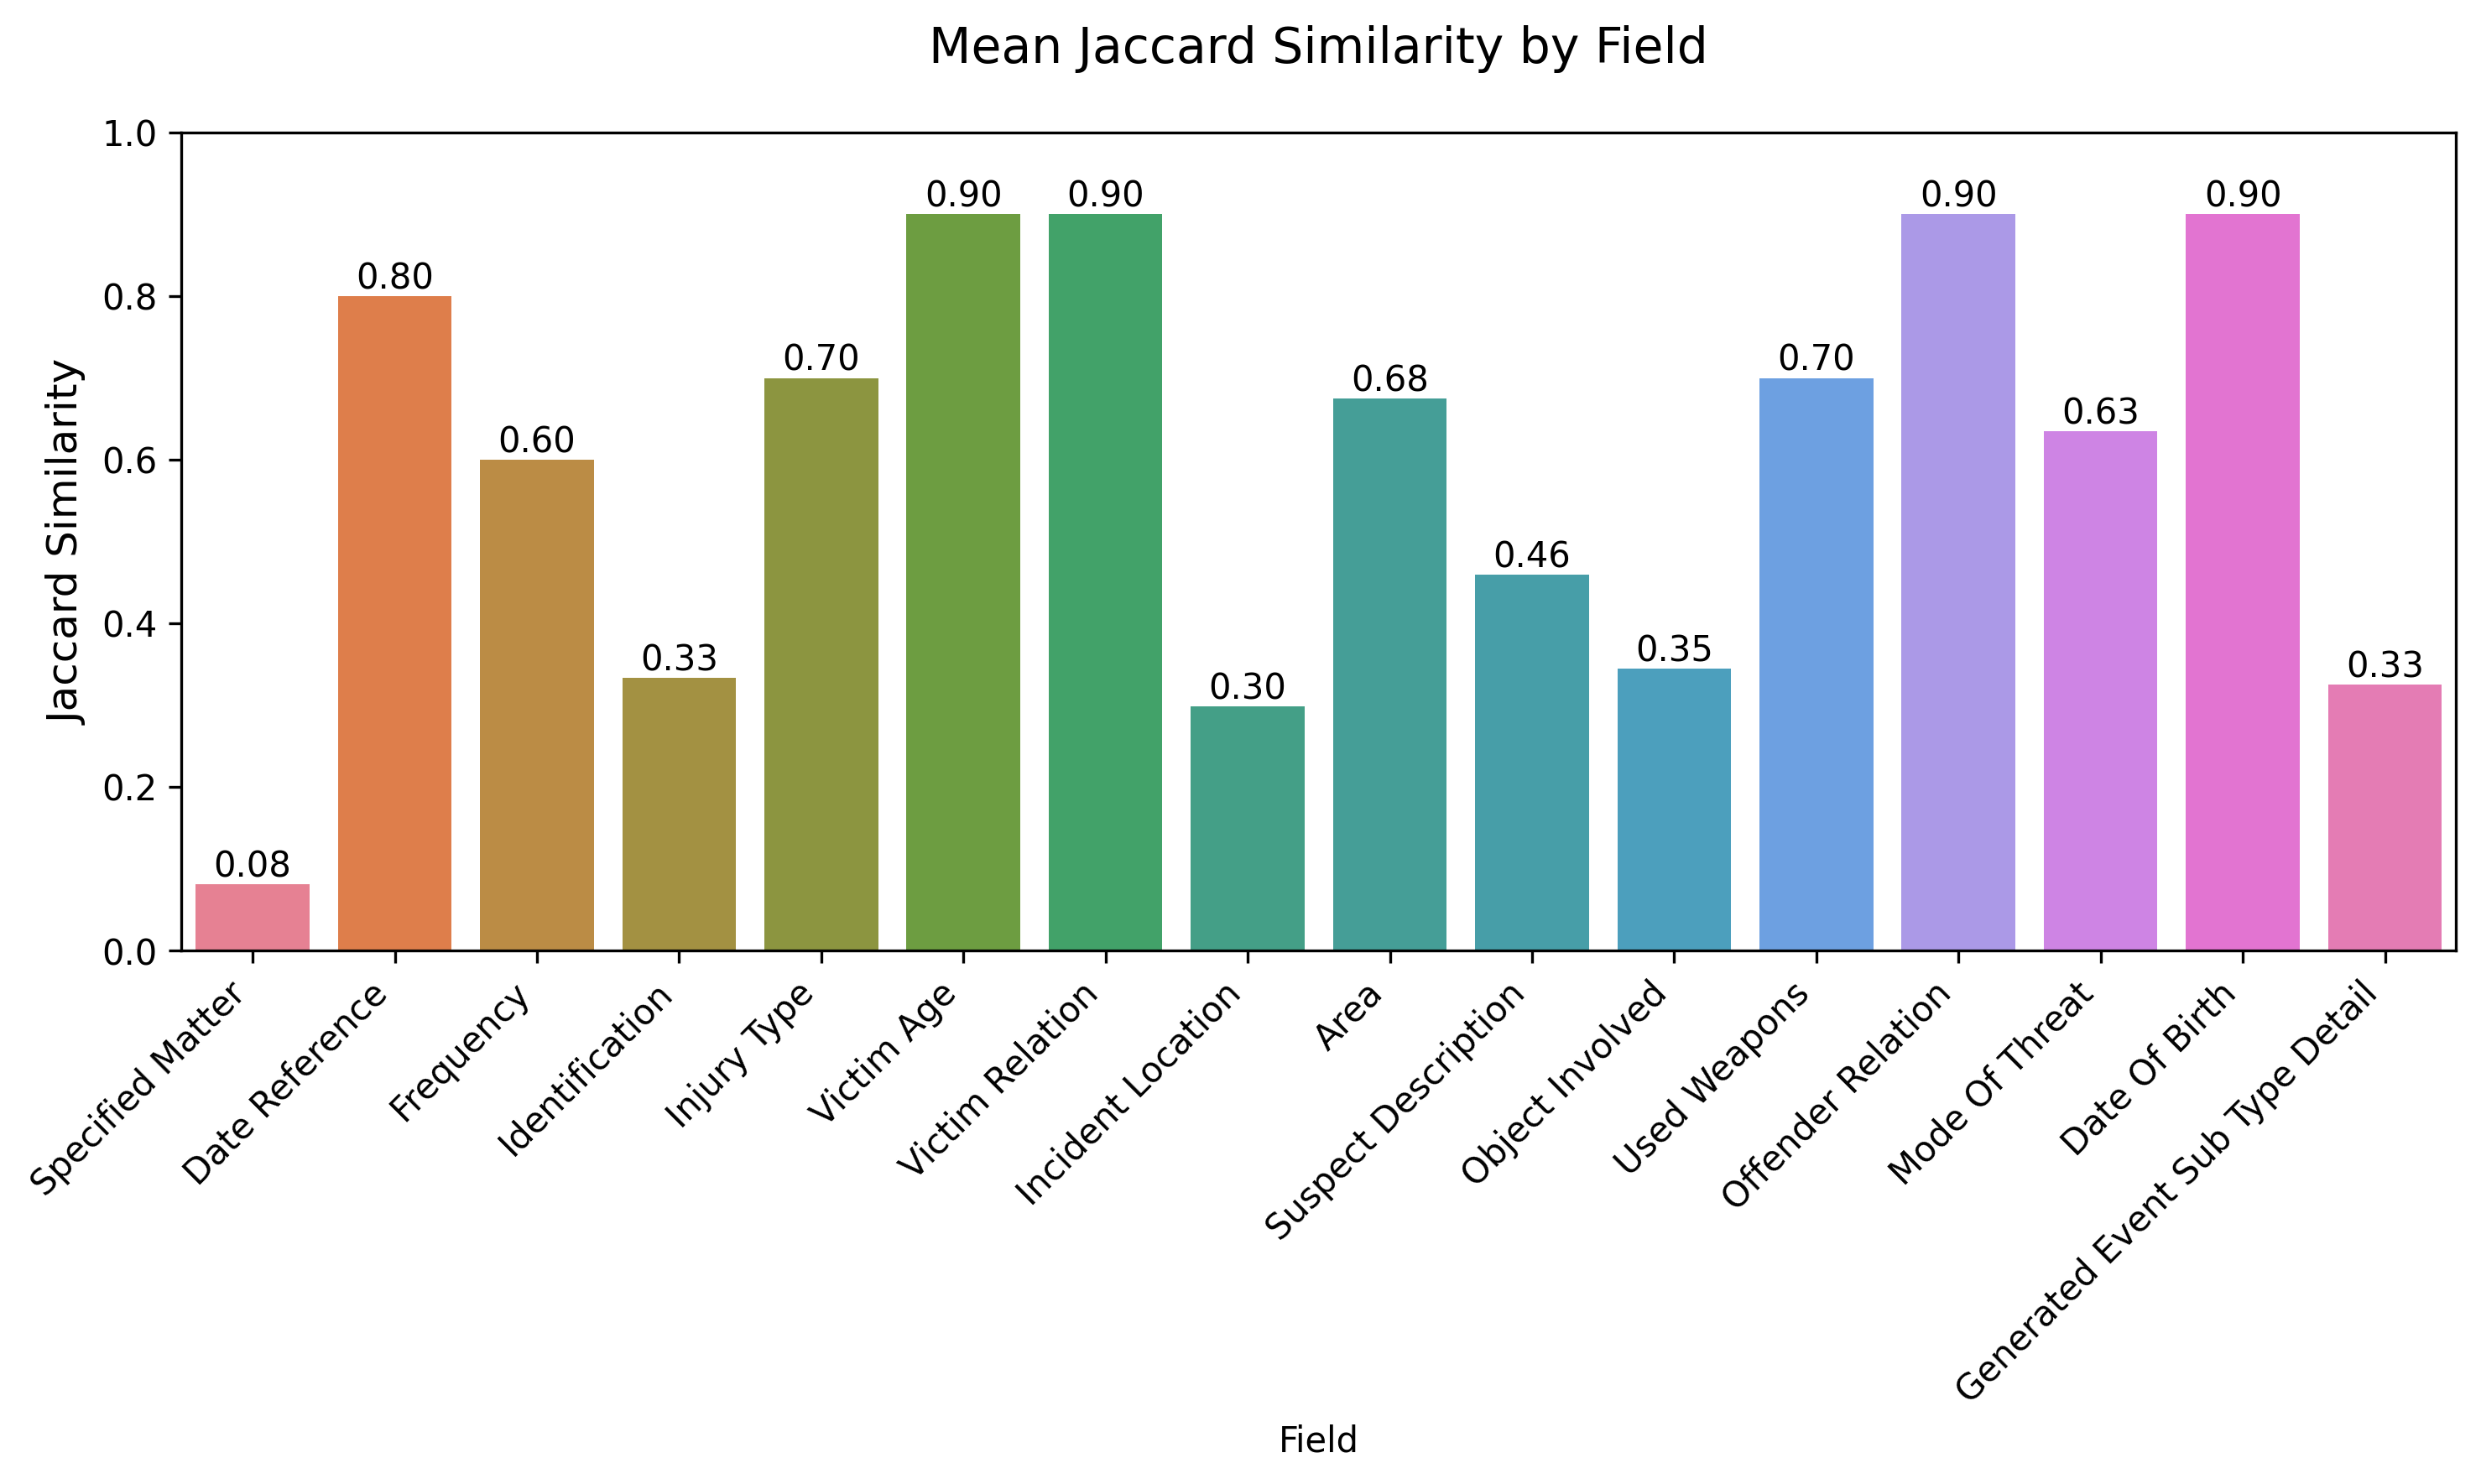 Mean Jaccard Similarity by Field
Jaccard Similarity
1.0
0.8
0.6
0.4
0.2
0.0
0.08
0.80
0.60
0.33
0.70
0.90
0.90
0.30
0.68
0.46
0.35
0.70
0.90
0.63
0.90
0.33
Specified Matter
Date Reference
Frequency
Identification
Injury Type
Victim Age
Victim Relation
Incident Location
Area
Suspect Description
Object Involved
Used Weapons
Offender Relation
Mode Of Threat
Date Of Birth
Generated Event Sub Type Detail
Field